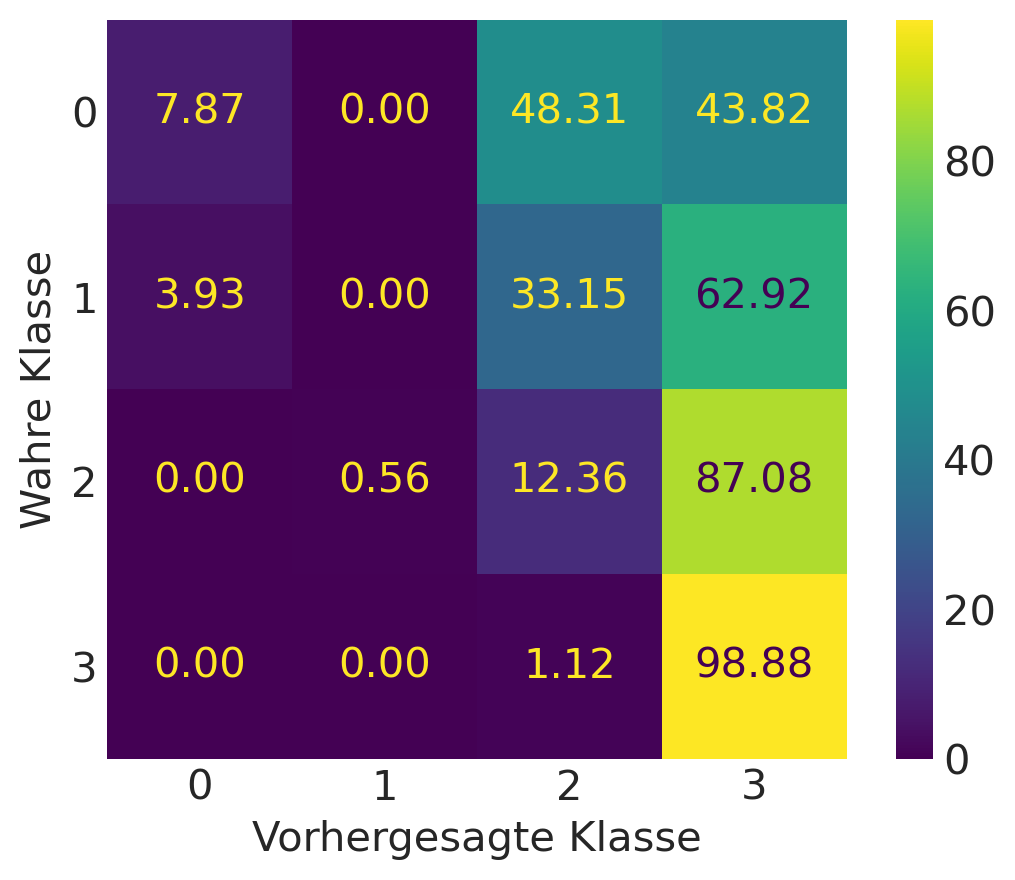 0 7.87 0.00 48.31 43.82
1 3.93 0.00 33.15 62.92
2 0.00 0.56 12.36 87.08
3 0.00 0.00 1.12 98.88
0 1 2 3
Vorhergesagte Klasse
Wahre Klasse
80
60
40
20
0